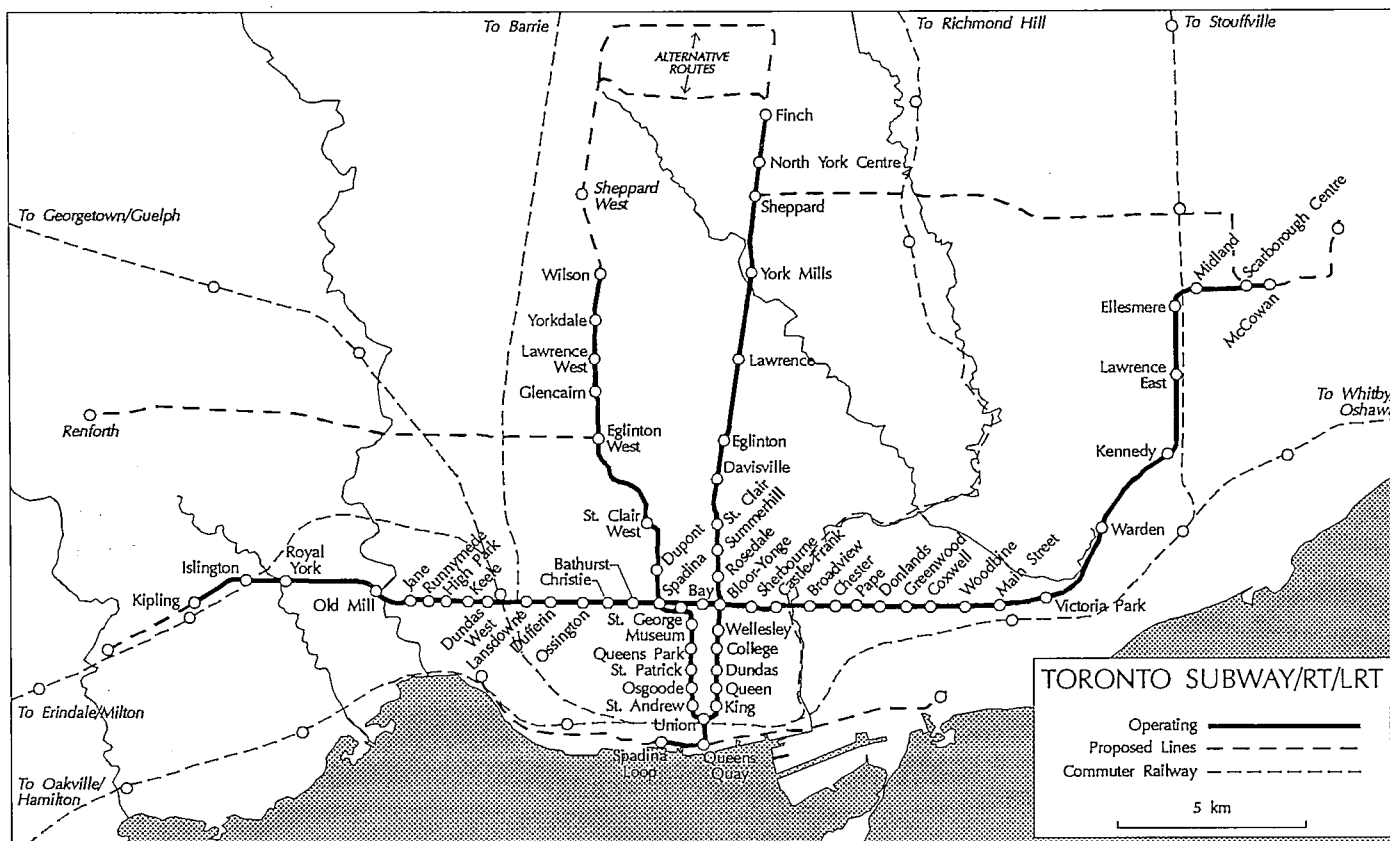 To Barrie
To Richmond Hill
To Stouffville
ALTERNATIVE
ROUTES
Finch
North York Centre
Sheppard
West
Sheppard
To Georgetown/Guelph
Scarborough Centre
Midland
Wilson
York Mills
Ellesmere
McCowan
Yorkdale
Lawrence
West
Lawrence
Lawrence
East
Glencairn
To Whitby/
Oshawa
Renforth
Eglinton
West
Eglinton
Kennedy
Davisville
St. Clair
West
St. Clair
Summerhill
Rosedale
Bloon-Yonge
Sherbourne
Castle-Frank
Broadview
Chester
Pape
Donlands
Greenwood
Coxwell
Woodbine
Main Street
Warden
Dupont
Spadina
Bay
Victoria Park
Islington
Royal
York
Kipling
Old Mill
Jane
Runnymede
High Park
Keele
Dundas
West
Lansdowne
Dufferin
Ossington
Bathurst
Christie
St. George
Museum
Queens Park
St. Patrick
Osgoode
St. Andrew
Wellesley
College
Dundas
Queen
King
Union
Spadina
Loop
Queens
Quay
To Erindale/Milton
To Oakville/
Hamilton
TORONTO SUBWAY/RT/LRT
Operating
Proposed Lines
Commuter Railway
5 km